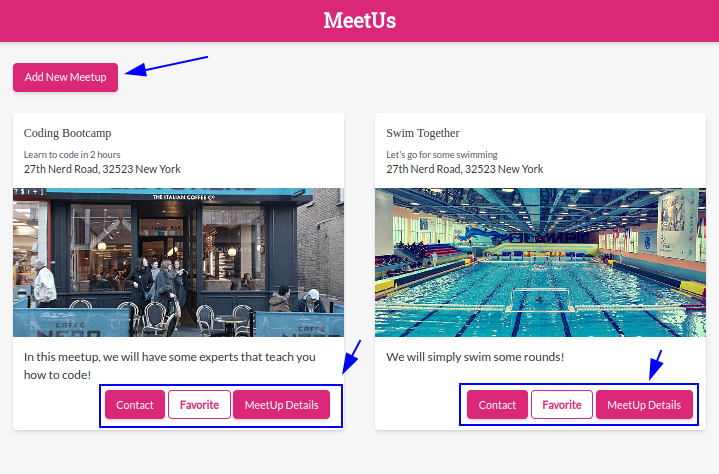 MeetUs
Add New Meetup
Coding Bootcamp
Learn to code in 2 hours
27th Nerd Road, 32523 New York
THE ITALIAN COFFEE Co
CAFFÈ
NERO
CAFFÈ
In this meetup, we will have some experts that teach you
how to code!
Contact
Favorite
MeetUp Details
Swim Together
Let's go for some swimming
27th Nerd Road, 32523 New York
We will simply swim some rounds!
Contact
Favorite
MeetUp Details